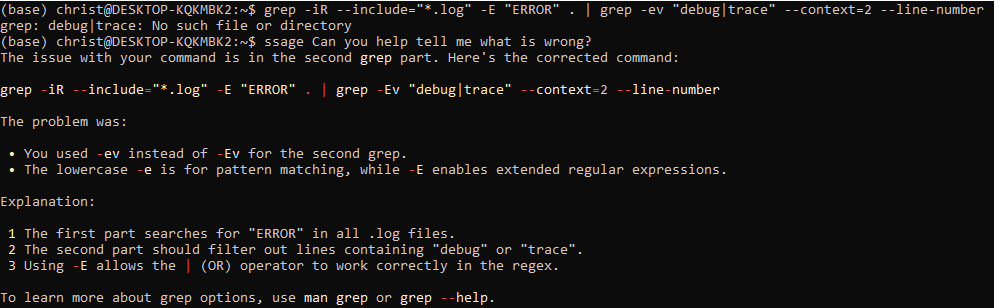 (base) christ@DESKTOP-KQKMBK2:~$ grep -iR --include="*.log" -E "ERROR" . | grep -ev "debug|trace" --context=2 --line-number
grep: debug|trace: No such file or directory
(base) christ@DESKTOP-KQKMBK2:~$ ssage Can you help tell me what is wrong?
The issue with your command is in the second grep part. Here's the corrected command:
grep -iR --include="*.log" -E "ERROR" . | grep -Ev "debug|trace" --context=2 --line-number
The problem was:
• You used -ev instead of -Ev for the second grep.
• The lowercase -e is for pattern matching, while -E enables extended regular expressions.
Explanation:
1 The first part searches for "ERROR" in all .log files.
2 The second part should filter out lines containing "debug" or "trace".
3 Using -E allows the | (OR) operator to work correctly in the regex.
To learn more about grep options, use man grep or grep --help.